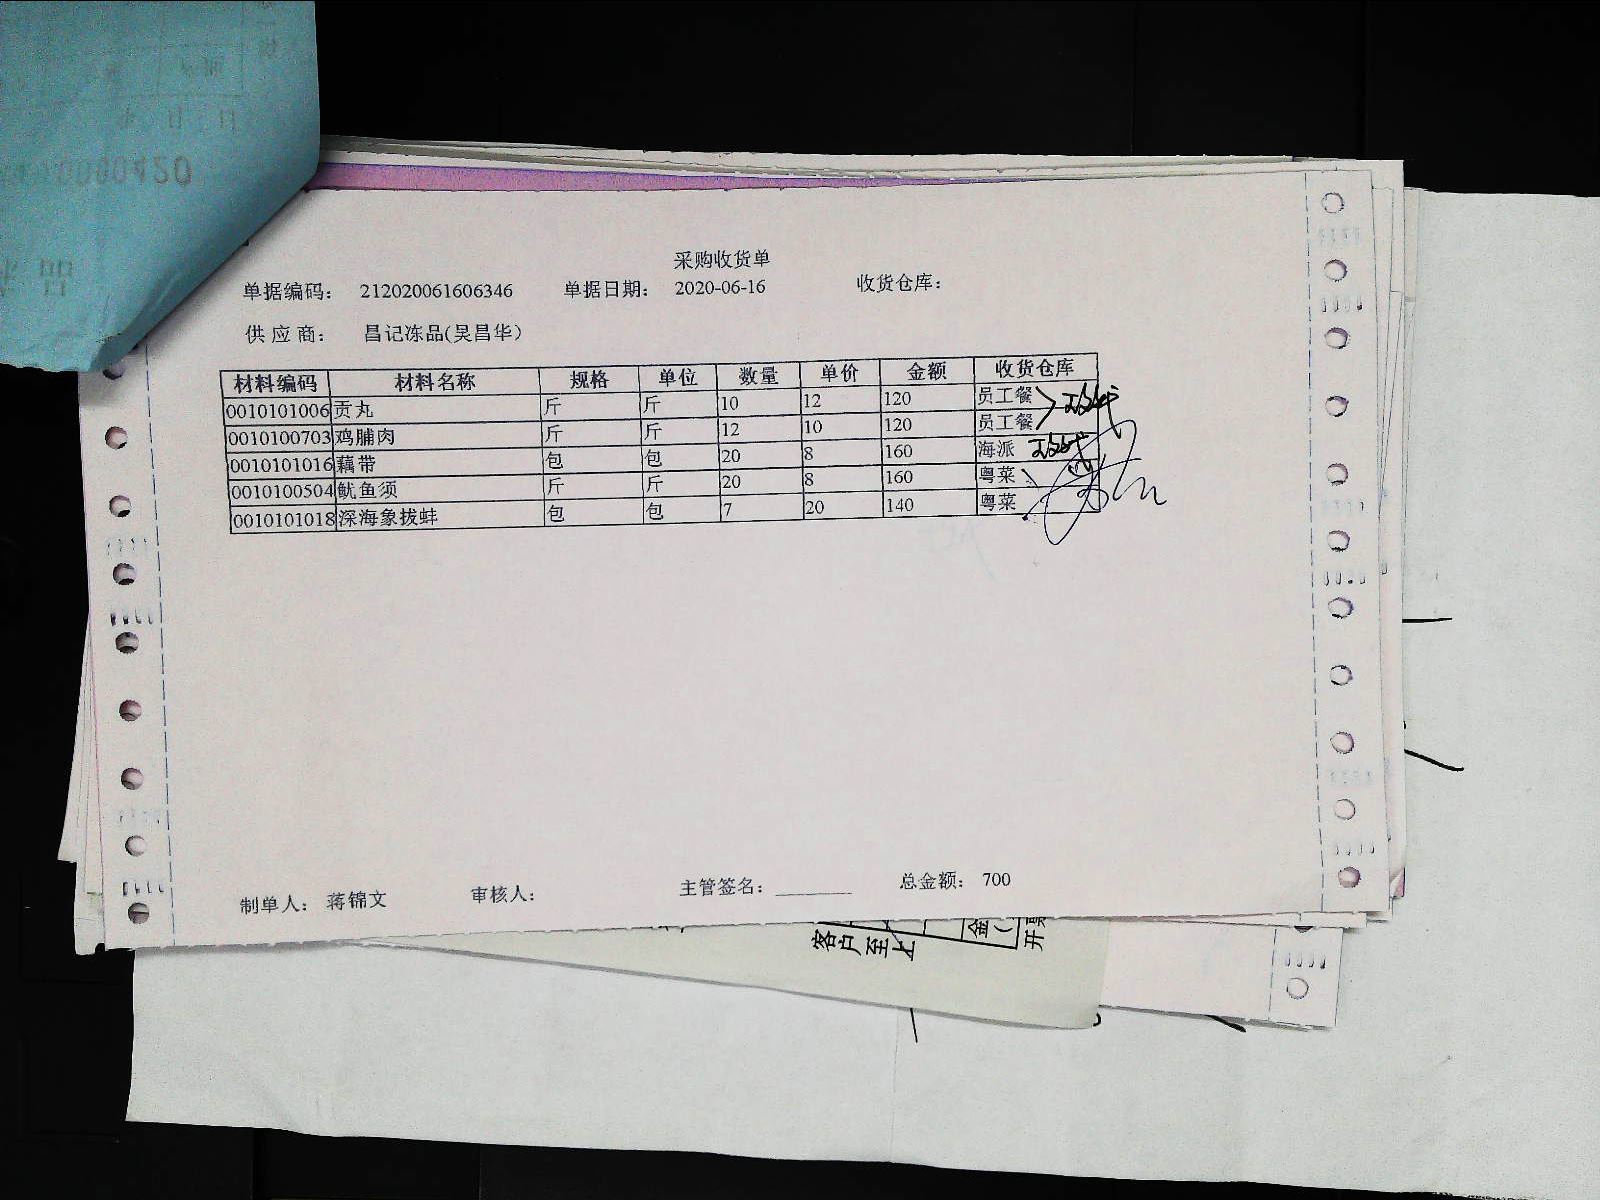 0000420
采购收货单
单据编码： 212020061606346 单据日期： 2020-06-16 收货仓库：
供应商： 昌记冻品(吴昌华)
材料编码 材料名称 规格 单位 数量 单价 金额 收货仓库
0010101006 贡丸 斤 斤 10 12 120 员工餐
0010100703 鸡脯肉 斤 斤 12 10 120 员工餐
0010101016 藕带 包 包 20 8 160 海派
0010100504 鱿鱼须 斤 斤 20 8 160 粤菜
0010101018 深海象拔蚌 包 包 7 20 140 粤菜
制单人： 蒋锦文 审核人： 主管签名：________ 总金额： 700
客户至上